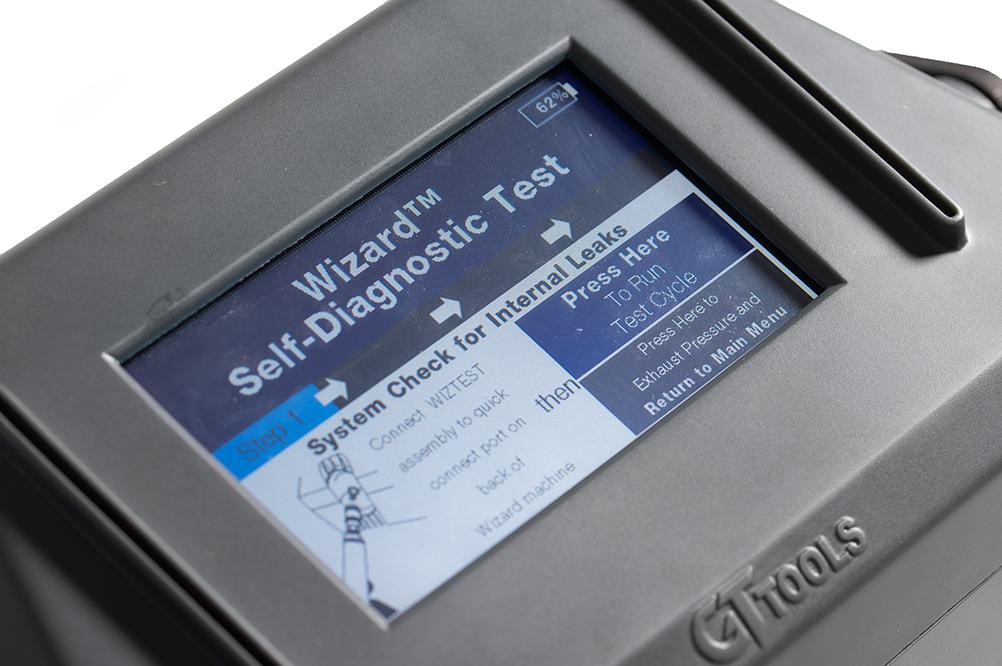 62%
Wizard™
Self-Diagnostic Test
Step 1
System Check for Internal Leaks
Connect WIZTEST
assembly to quick
connect port on
back of
Wizard machine
then
Press Here
To Run
Test Cycle
Press Here to
Exhaust Pressure and
Return to Main Menu
TOOLS